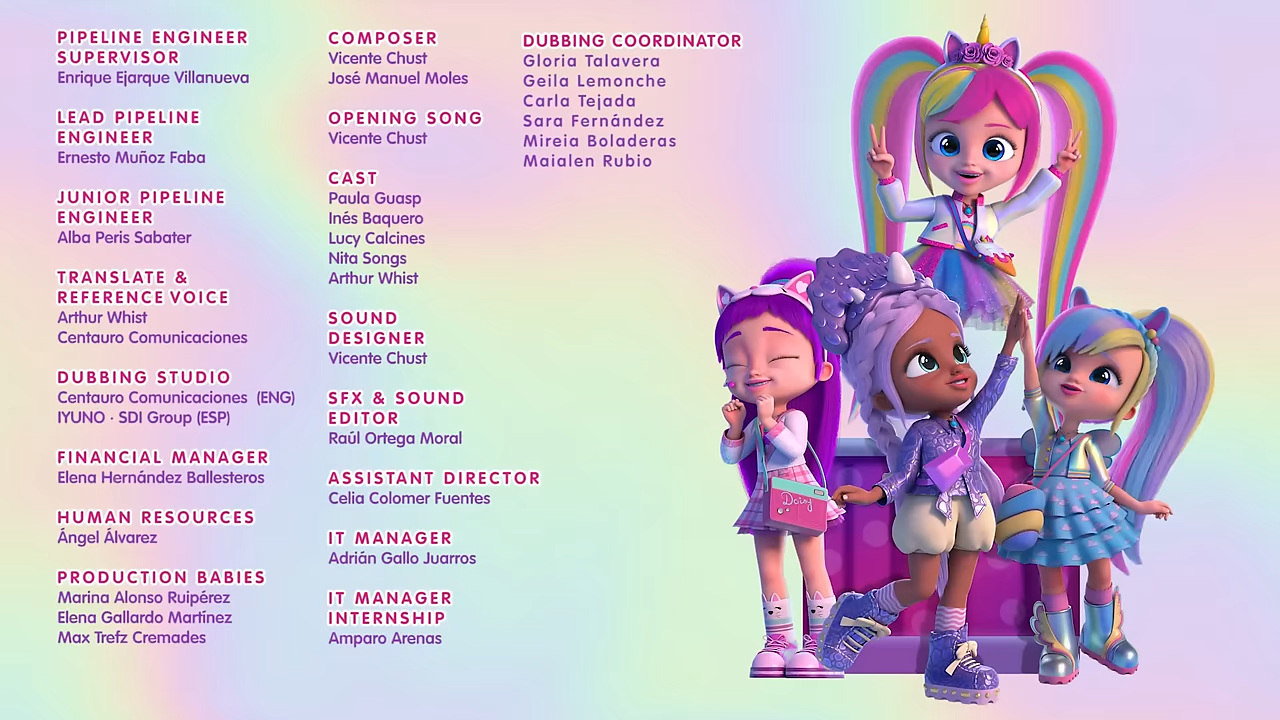 PIPELINE ENGINEER
SUPERVISOR
Enrique Ejarque Villanueva
LEAD PIPELINE
ENGINEER
Ernesto Muñoz Faba
JUNIOR PIPELINE
ENGINEER
Alba Peris Sabater
TRANSLATE &
REFERENCE VOICE
Arthur Whist
Centauro Comunicaciones
DUBBING STUDIO
Centauro Comunicaciones (ENG)
IYUNO · SDI Group (ESP)
FINANCIAL MANAGER
Elena Hernández Ballesteros
HUMAN RESOURCES
Ángel Álvarez
PRODUCTION BABIES
Marina Alonso Ruipérez
Elena Gallardo Martínez
Max Trefz Cremades
COMPOSER
Vicente Chust
José Manuel Moles
OPENING SONG
Vicente Chust
CAST
Paula Guasp
Inés Baquero
Lucy Calcines
Nita Songs
Arthur Whist
SOUND
DESIGNER
Vicente Chust
SFX & SOUND
EDITOR
Raúl Ortega Moral
ASSISTANT DIRECTOR
Celia Colomer Fuentes
IT MANAGER
Adrián Gallo Juarros
IT MANAGER
INTERNSHIP
Amparo Arenas
DUBBING COORDINATOR
Gloria Talavera
Geila Lemonche
Carla Tejada
Sara Fernández
Mireia Boladeras
Maialen Rubio
Daisy